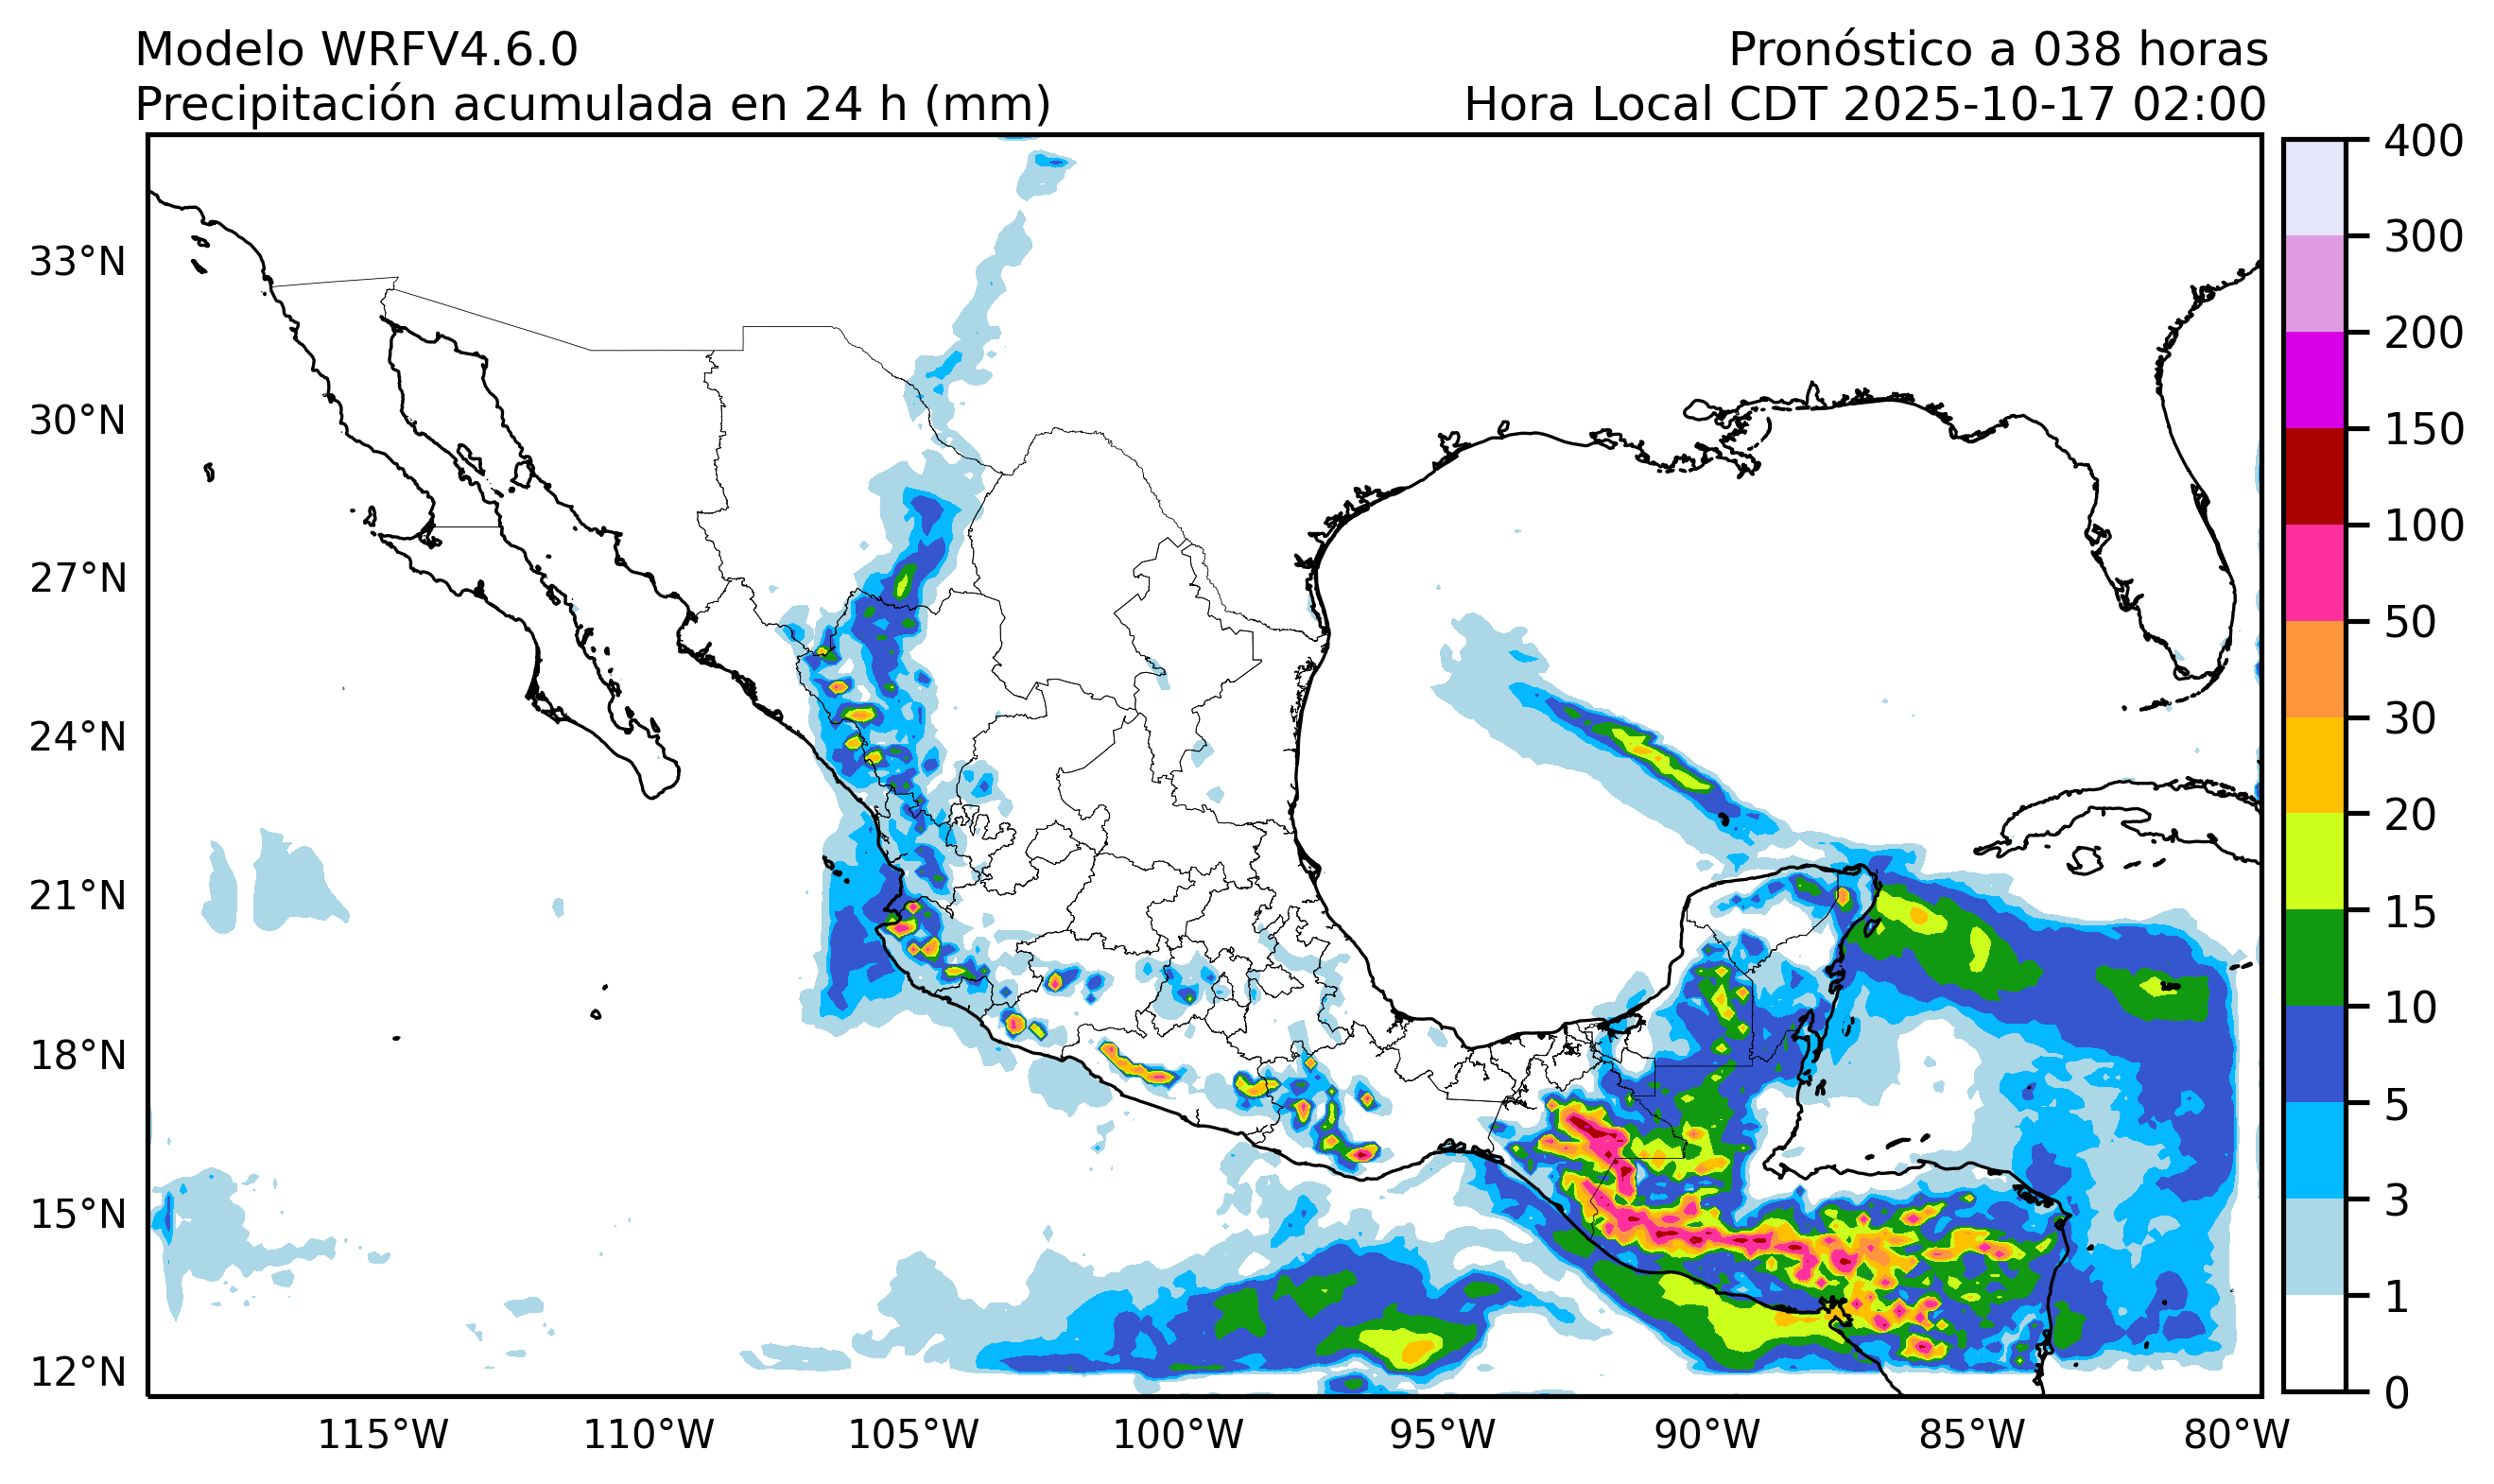 Modelo WRFV4.6.0
Pronóstico a 038 horas
Precipitación acumulada en 24 h (mm)
Hora Local CDT 2025-10-17 02:00
33°N
30°N
27°N
24°N
21°N
18°N
15°N
12°N
115°W
110°W
105°W
100°W
95°W
90°W
85°W
80°W
400
300
200
150
100
50
30
20
15
10
5
3
1
0